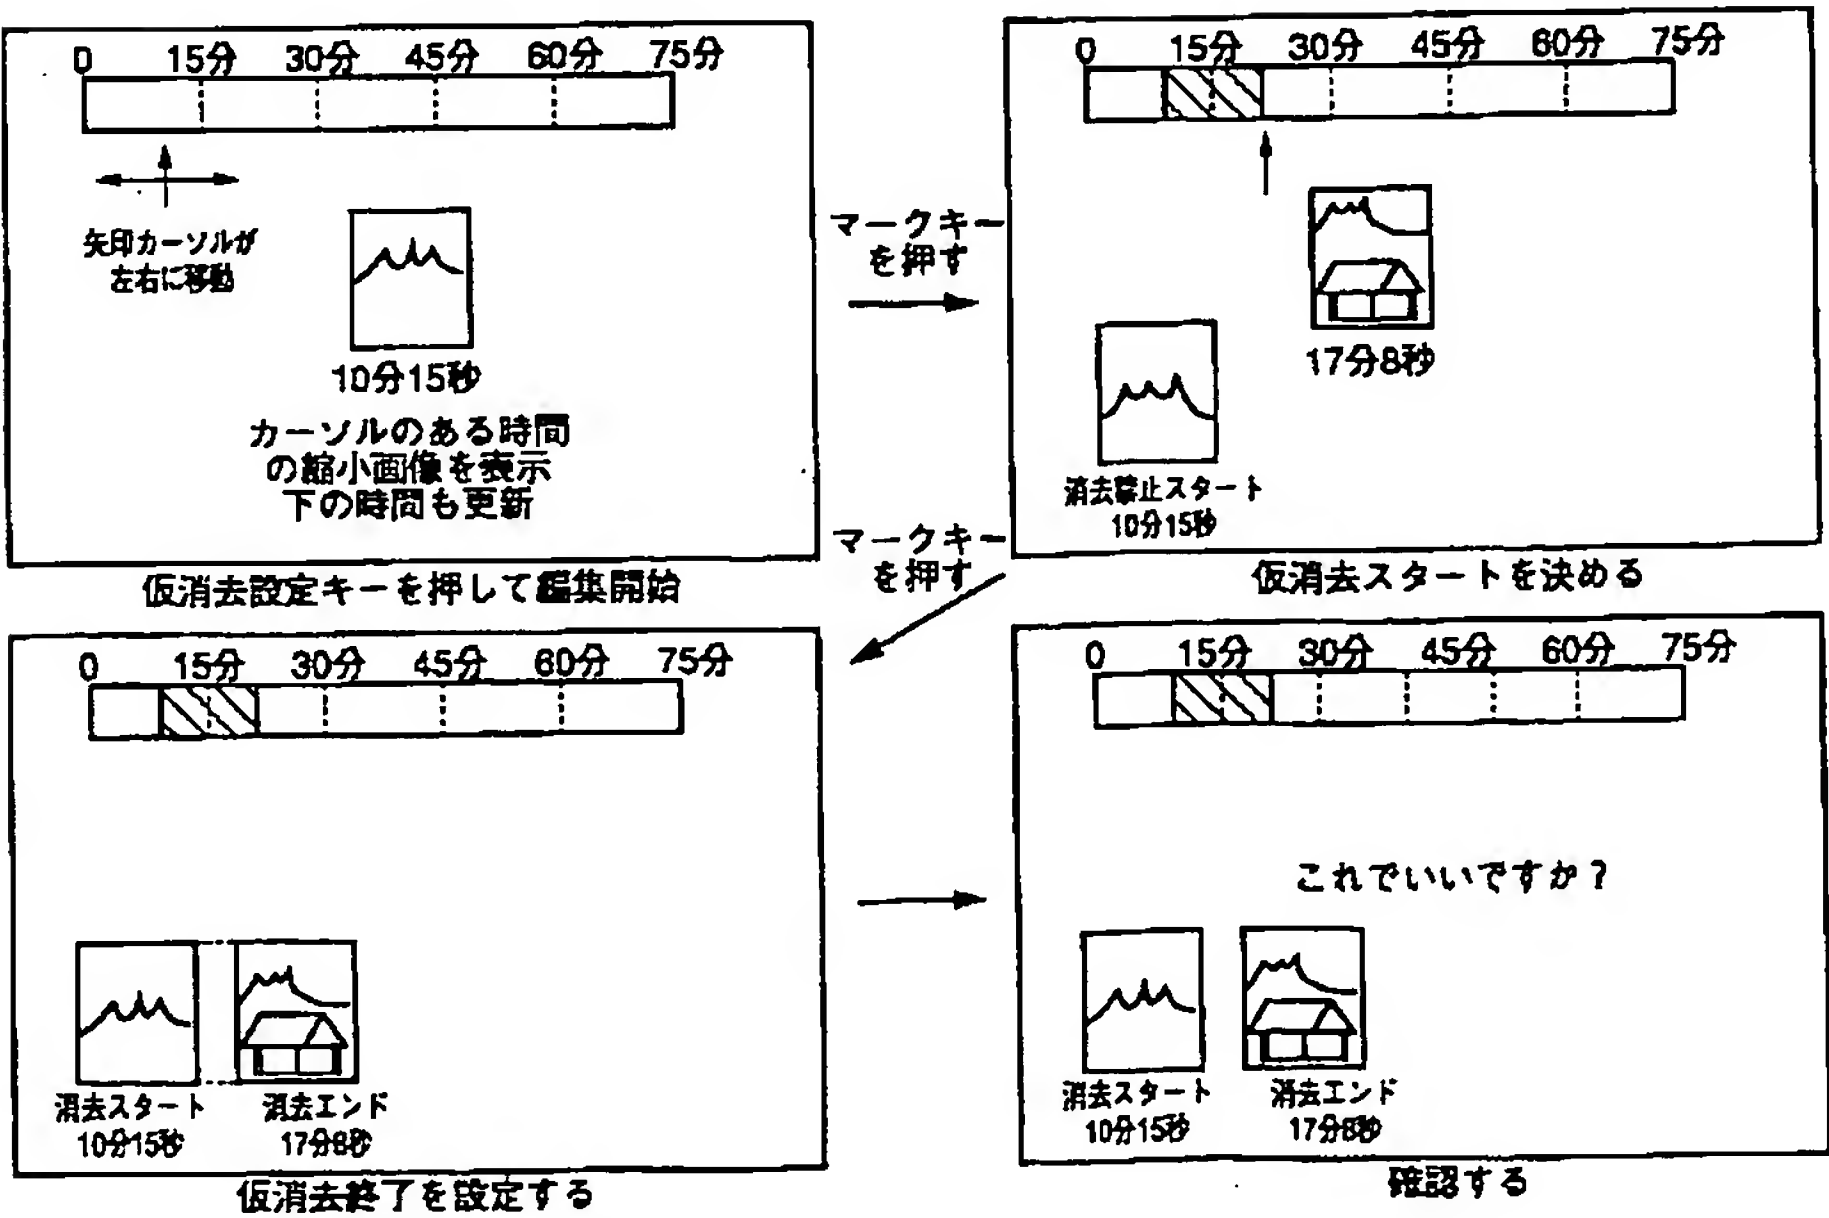 0 15分 30分 45分 60分 75分
矢印カーソルが
左右に移動
10分15秒
カーソルのある時間
の縮小画像を表示
下の時間も更新
仮消去設定キーを押して編集開始
マークキー
を押す
0 15分 30分 45分 60分 75分
17分8秒
消去禁止スタート
10分15秒
仮消去スタートを決める
マークキー
を押す
0 15分 30分 45分 60分 75分
消去スタート 消去エンド
10分15秒 17分8秒
仮消去終了を設定する
0 15分 30分 45分 60分 75分
これでいいですか？
消去スタート 消去エンド
10分15秒 17分8秒
確認する